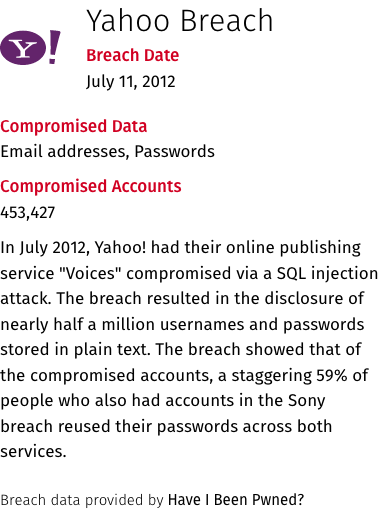 Y!
Yahoo Breach
Breach Date
July 11, 2012
Compromised Data
Email addresses, Passwords
Compromised Accounts
453,427
In July 2012, Yahoo! had their online publishing
service "Voices" compromised via a SQL injection
attack. The breach resulted in the disclosure of
nearly half a million usernames and passwords
stored in plain text. The breach showed that of
the compromised accounts, a staggering 59% of
people who also had accounts in the Sony
breach reused their passwords across both
services.
Breach data provided by Have I Been Pwned?